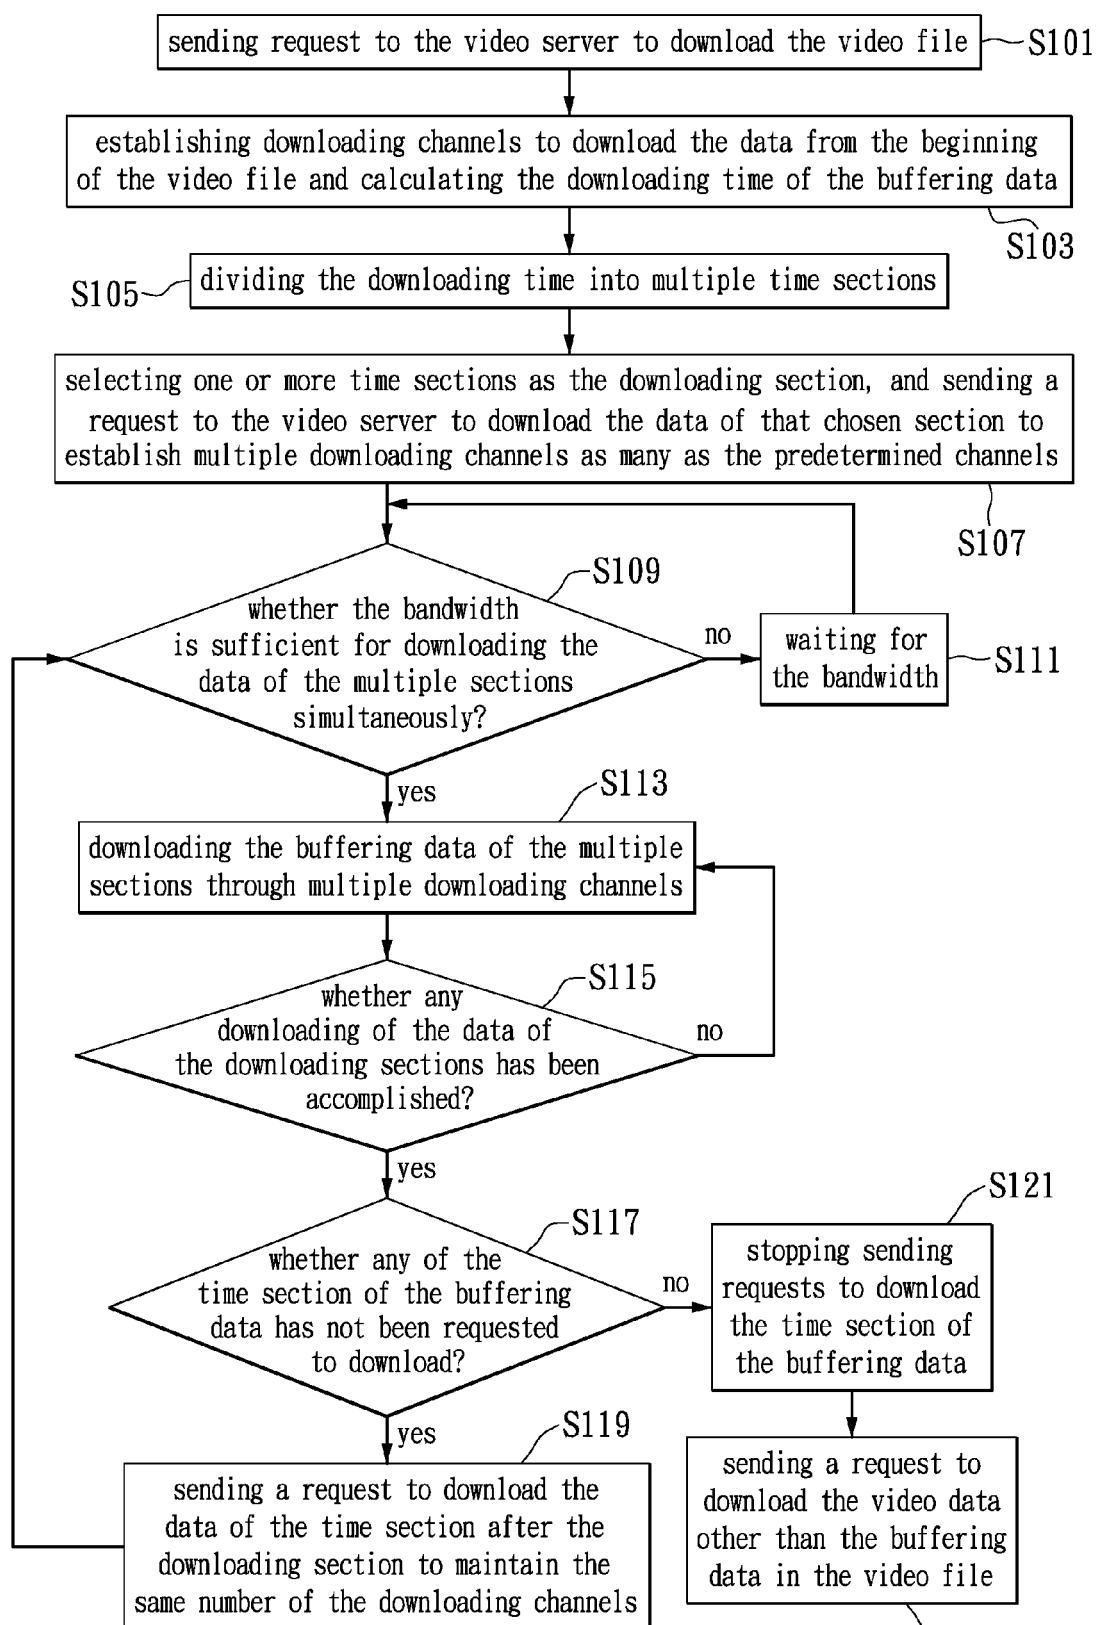 sending request to the video server to download the video file
S101
establishing downloading channels to download the data from the beginning
of the video file and calculating the downloading time of the buffering data
S103
dividing the downloading time into multiple time sections
S105
selecting one or more time sections as the downloading section, and sending a
request to the video server to download the data of that chosen section to
establish multiple downloading channels as many as the predetermined channels
S107
S109
whether the bandwidth
is sufficient for downloading the
data of the multiple sections
simultaneously?
no
waiting for
the bandwidth
S111
yes
S113
downloading the buffering data of the multiple
sections through multiple downloading channels
S115
whether any
downloading of the data of
the downloading sections has been
accomplished?
no
yes
S117
whether any of the
time section of the buffering
data has not been requested
to download?
no
S121
stopping sending
requests to download
the time section of
the buffering data
yes
S119
sending a request to download the
data of the time section after the
downloading section to maintain the
same number of the downloading channels
sending a request to
download the video data
other than the buffering
data in the video file